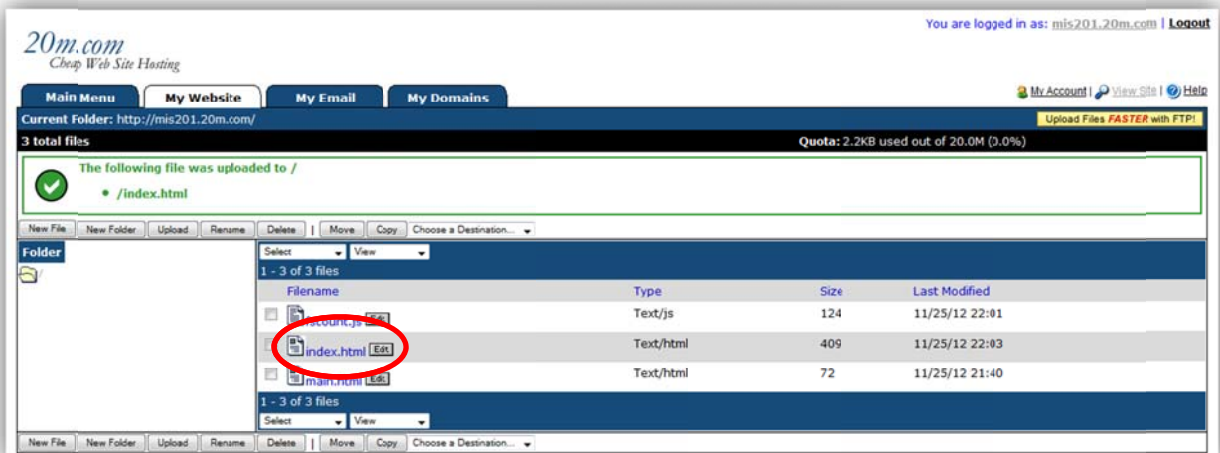 You are logged in as: mis201.20m.com | Logout
20m.com
Cheap Web Site Hosting
Main Menu My Website My Email My Domains
My Account | View Site | Help
Current Folder: http://mis201.20m.com/
Upload Files FASTER with FTP!
3 total files Quota: 2.2KB used out of 20.0M (0.0%)
The following file was uploaded to /
• /index.html
New File New Folder Upload Rename Delete | Move Copy Choose a Destination...
Folder
/
Select View
1 - 3 of 3 files
Filename Type Size Last Modified
Edit Text/js 124 11/25/12 22:01
index.html Edit Text/html 409 11/25/12 22:03
main.html Edit Text/html 72 11/25/12 21:40
1 - 3 of 3 files
Select View
New File New Folder Upload Rename Delete | Move Copy Choose a Destination...